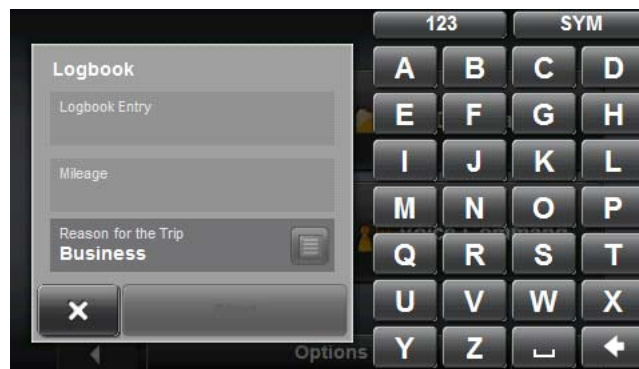 123
SYM
Logbook
Logbook Entry
Mileage
Reason for the Trip
Business
A B C D
E F G H
I J K L
M N O P
Q R S T
U V W X
Y Z
Options